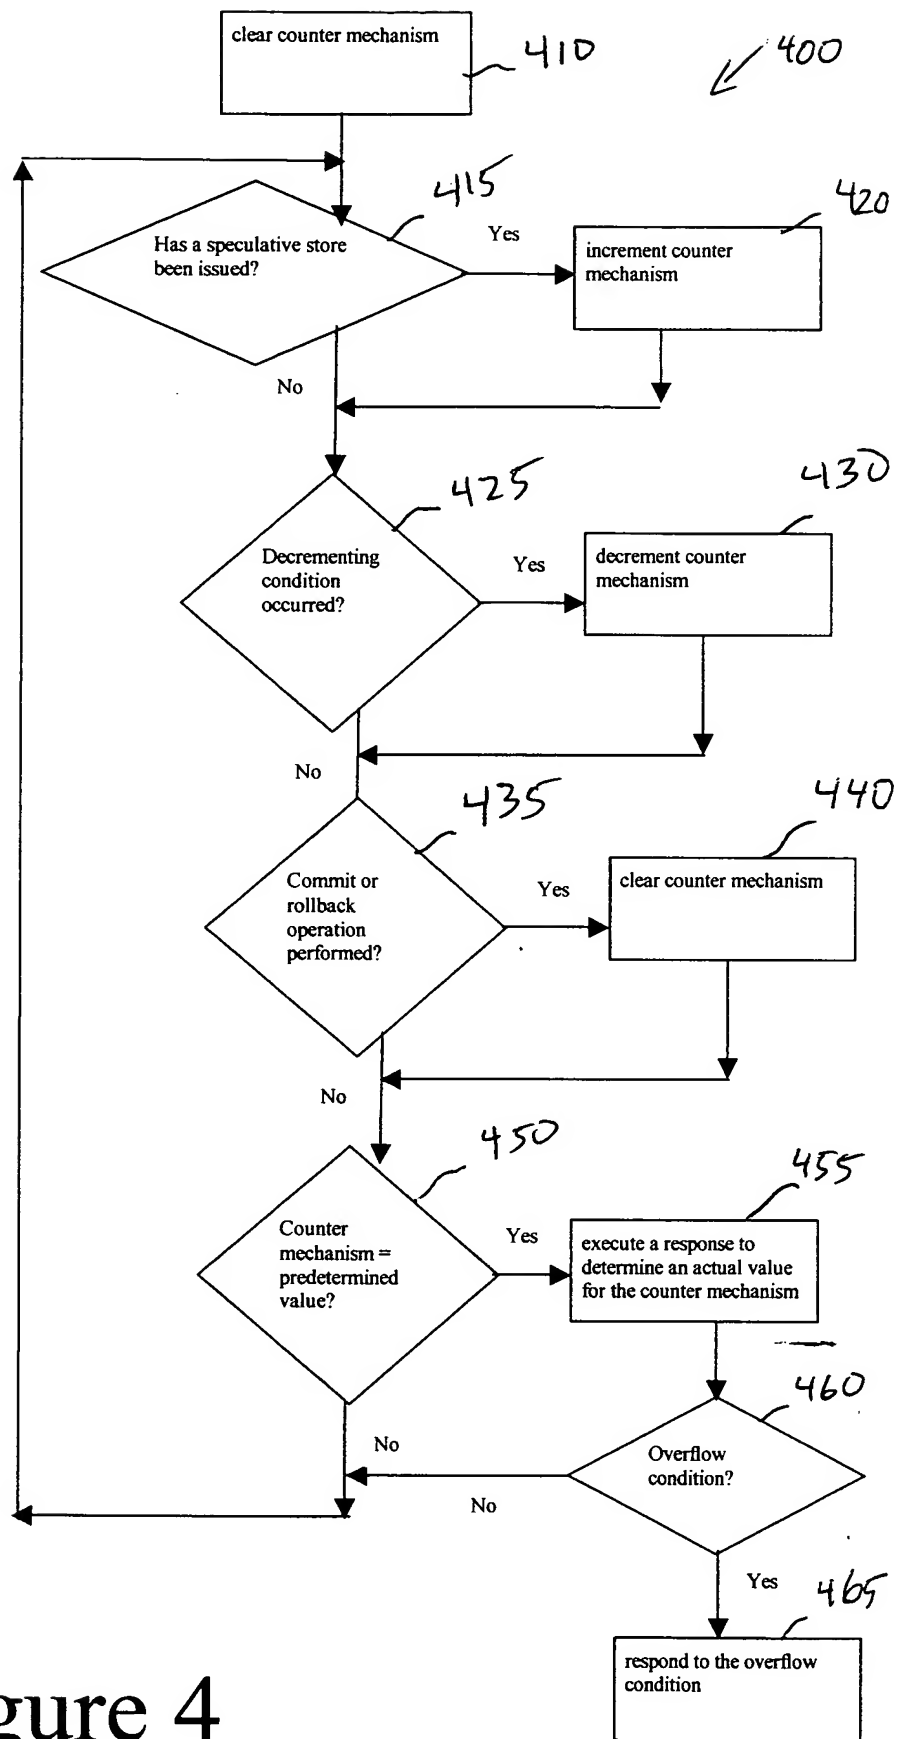 clear counter mechanism
410
400
415
420
Has a speculative store
been issued?
Yes
increment counter
mechanism
No
425
430
Decrementing
condition
occurred?
Yes
decrement counter
mechanism
No
435
440
Commit or
rollback
operation
performed?
Yes
clear counter mechanism
No
450
455
Counter
mechanism =
predetermined
value?
Yes
execute a response to
determine an actual value
for the counter mechanism
460
No
Overflow
condition?
No
Yes
465
respond to the overflow
condition
gure 4